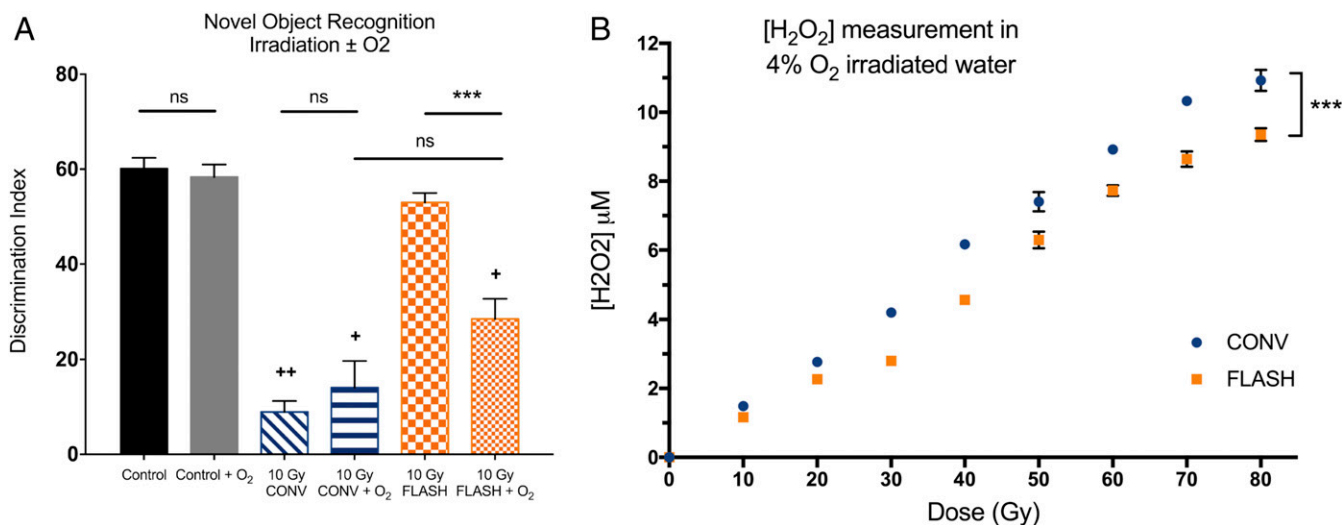 A
Novel Object Recognition
Irradiation ± O2
Discrimination Index
80
60
40
20
0
ns
ns
***
ns
++
+
+
Control
Control + O₂
10 Gy
CONV
10 Gy
CONV + O₂
10 Gy
FLASH
10 Gy
FLASH + O₂
B
[H₂O₂] measurement in
4% O₂ irradiated water
[H2O2] μM
12
10
8
6
4
2
0
***
CONV
FLASH
0 10 20 30 40 50 60 70 80
Dose (Gy)